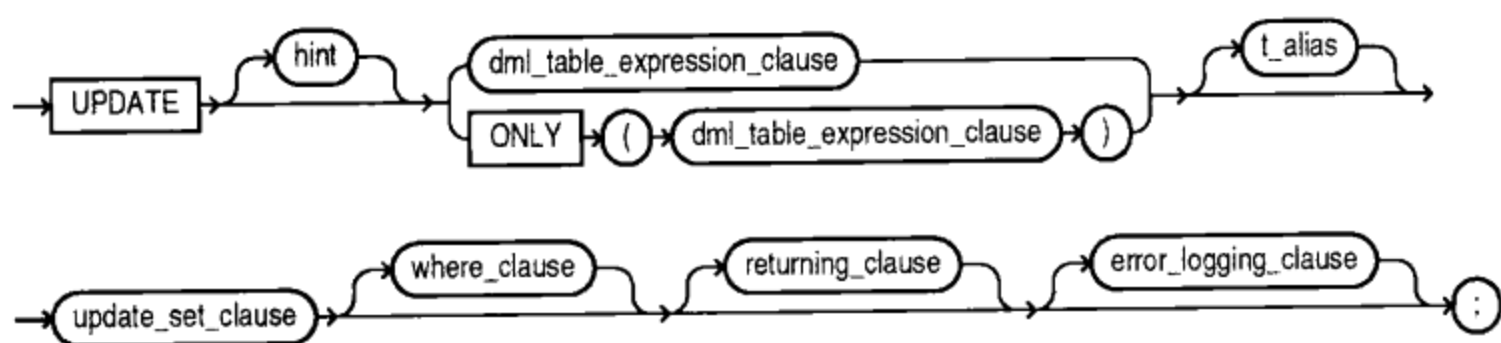 hint t_alias
UPDATE dml_table_expression_clause
ONLY ( dml_table_expression_clause )
where_clause returning_clause error_logging_clause
update_set_clause ;